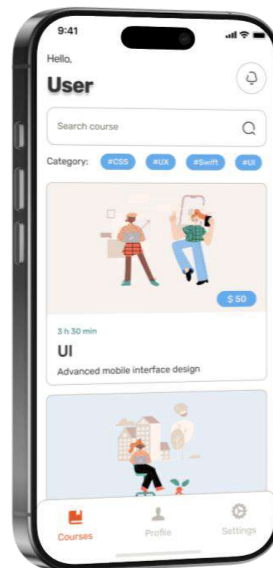 9:41
Hello,
User
Search course
Category: #CSS #UX #Swift #UI
$ 50
3 h 30 min
UI
Advanced mobile interface design
Courses Profile Settings